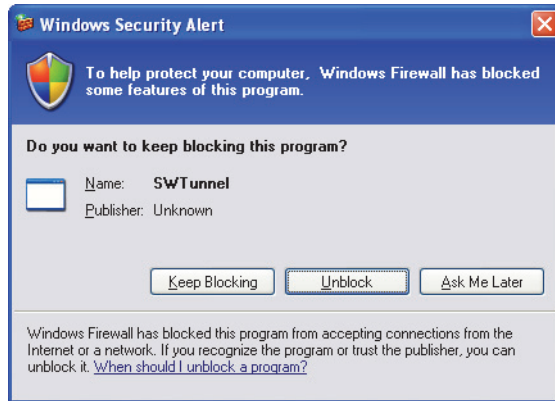 Windows Security Alert
To help protect your computer, Windows Firewall has blocked
some features of this program.
Do you want to keep blocking this program?
Name: SWTunnel
Publisher: Unknown
Keep Blocking Unblock Ask Me Later
Windows Firewall has blocked this program from accepting connections from the
Internet or a network. If you recognize the program or trust the publisher, you can
unblock it. When should I unblock a program?